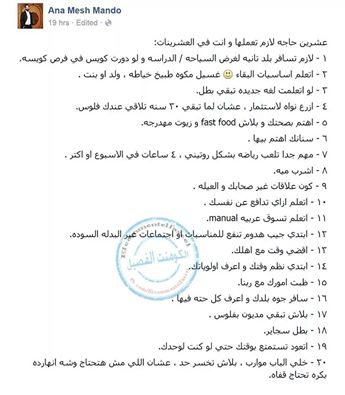 Ana Mesh Mando
19 hrs · Edited ·
عشرين حاجه لازم تعملها و انت في العشرينات:
١ - لازم تسافر بلد تانيه لغرض السياحه / الدراسه و لو دورت كويس في فرص كويسه.
٢ - اتعلم اساسيات البقاء غسيل مكوه طبيخ خياطه ، ولد او بنت .
٣ - لو اتعلمت لغه جديده تبقي بطل.
٤ - ازرع نواه لاستثمار ، عشان لما تبقي ٣٠ سنه تلاقي عندك فلوس.
٥ - اهتم بصحتك و بلاش fast food و زيوت مهدرجه.
٦ - سنانك اهتم بيها .
٧ - مهم جدا تلعب رياضه بشكل روتيني ، ٤ ساعات في الاسبوع او اكتر .
٨ - اشرب ميه.
٩ - كون علاقات غير صحابك و العيله .
١٠ - اتعلم ازاي تدافع عن نفسك .
١١ - اتعلم تسوق عربيه manual.
١٢ - ابتدي جيب هدوم تنفع للمناسبات او اجتماعات غير البدله السوده.
١٣ - اقضي وقت مع اهلك.
١٤ - ابتدي نظم وقتك و اعرف اولوياتك.
١٥ - ظبت امورك مع ربنا.
١٦ - سافر جوه بلدك و اعرف كل حته فيها .
١٧ - بلاش تبقي مديون بفلوس .
١٨ - بطل سجاير.
١٩ - اتعود تستمتع بوقتك حتي لو كنت لوحدك.
٢٠ - خلي الياب موارب ، بلاش تخسر حد ، عشان اللي مش هتحتاج وشه انهارده
بكره تحتاج قفاه.
الكومنت الفصيل